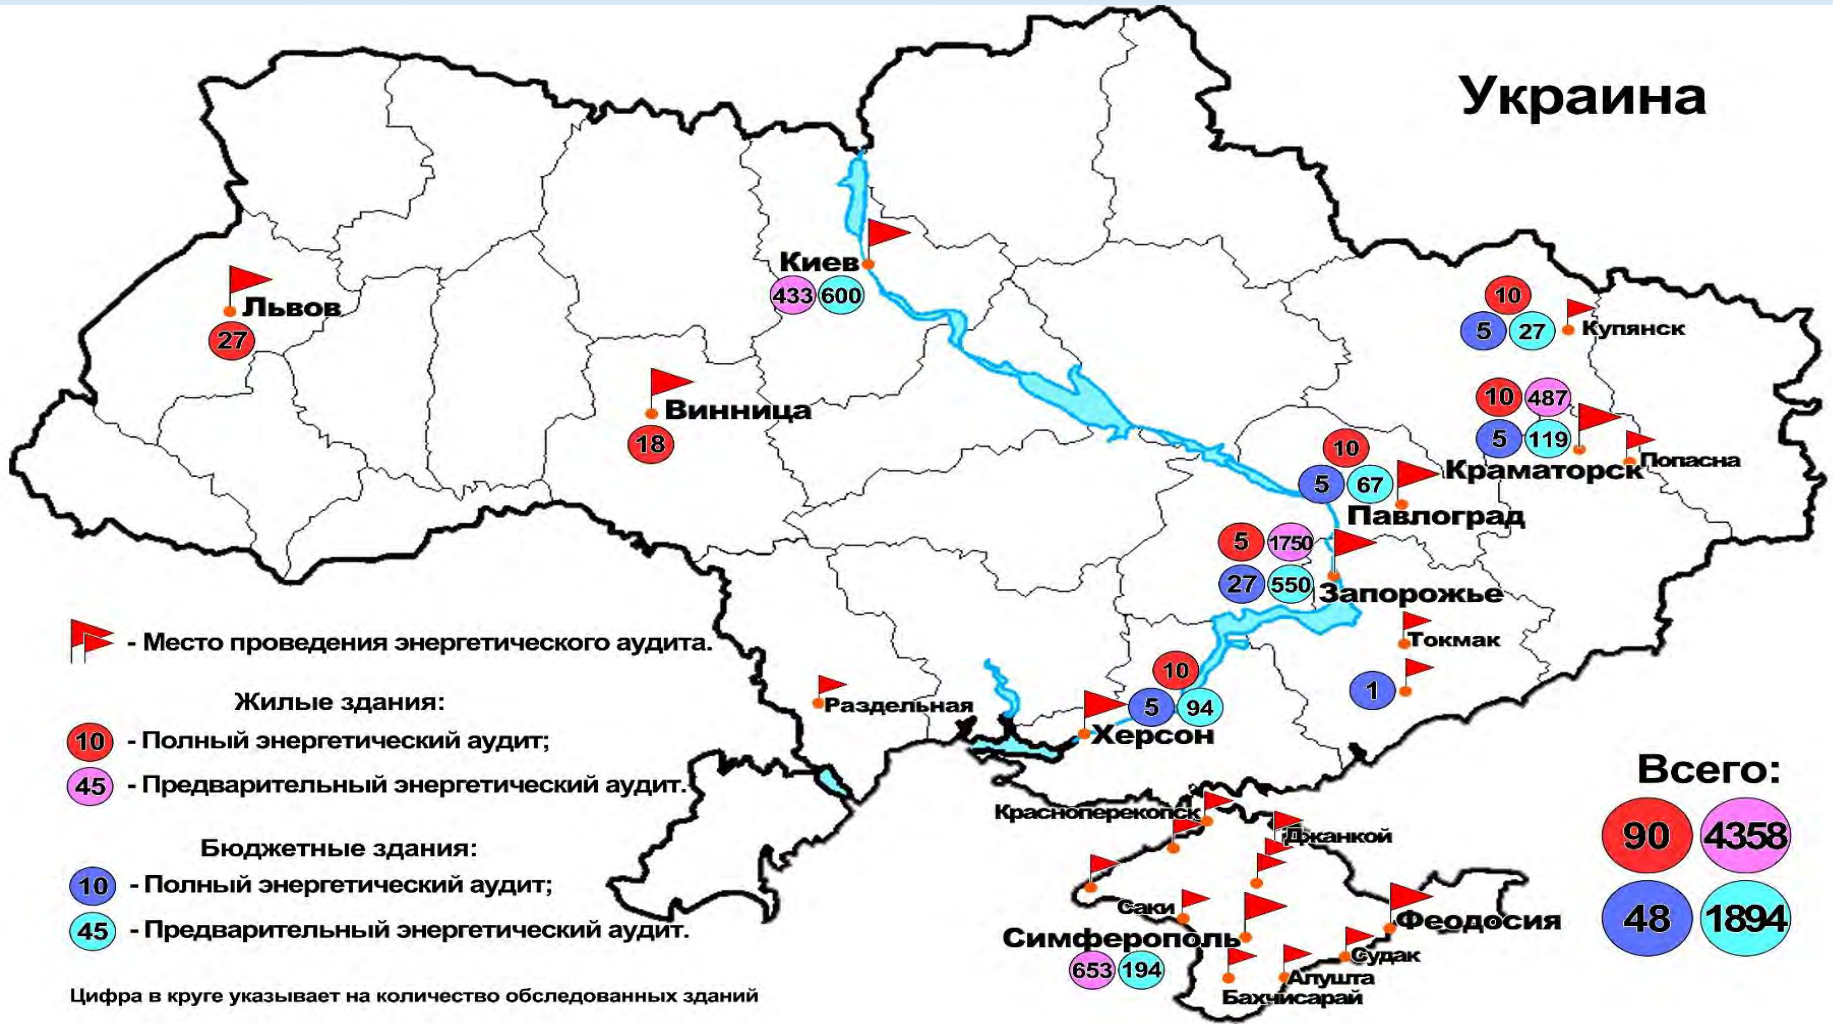 Украина
Киев
433 600
Львов
27
10
5 27
Купянск
Винница
18
10 487
5 119
Краматорск
Попасна
10
5 67
Павлоград
5 1750
27 550
Запорожье
Токмак
1
- Место проведения энергетического аудита.
Жилые здания:
10 - Полный энергетический аудит;
45 - Предварительный энергетический аудит.
Бюджетные здания:
10 - Полный энергетический аудит;
45 - Предварительный энергетический аудит.
Цифра в круге указывает на количество обследованных зданий
Раздельная
10
5 94
Херсон
Красноперекопск
Джанкой
Саки
Симферополь
653 194
Феодосия
Судак
Алушта
Бахчисарай
Всего:
90 4358
48 1894